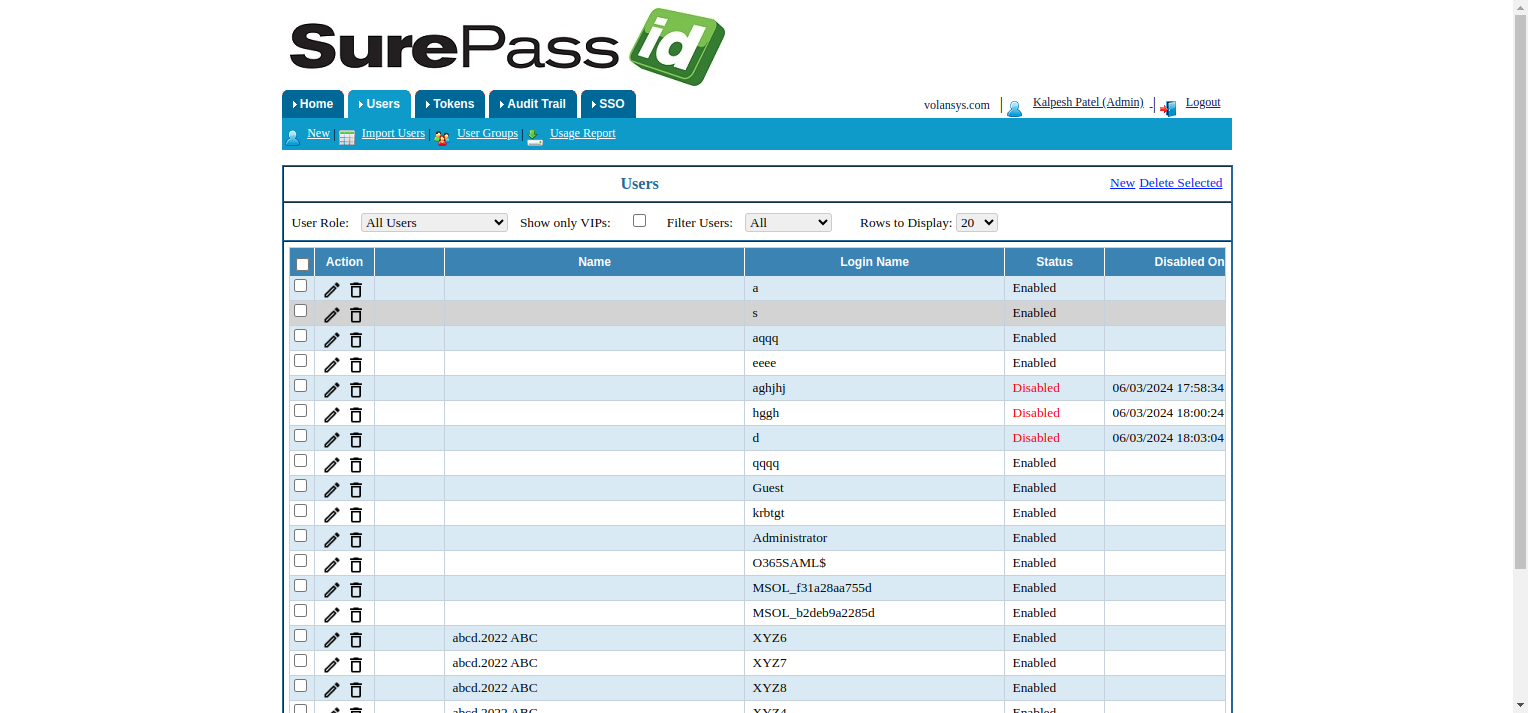 SurePass id
Home Users Tokens Audit Trail SSO volansys.com | Kalpesh Patel (Admin) - | Logout
New | Import Users | User Groups | Usage Report
Users New Delete Selected
User Role: All Users Show only VIPs: Filter Users: All Rows to Display: 20
Action Name Login Name Status Disabled On
a Enabled
s Enabled
aqqq Enabled
eeee Enabled
aghjhj Disabled 06/03/2024 17:58:34
hggh Disabled 06/03/2024 18:00:24
d Disabled 06/03/2024 18:03:04
qqqq Enabled
Guest Enabled
krbtgt Enabled
Administrator Enabled
O365SAML$ Enabled
MSOL_f31a28aa755d Enabled
MSOL_b2deb9a2285d Enabled
abcd.2022 ABC XYZ6 Enabled
abcd.2022 ABC XYZ7 Enabled
abcd.2022 ABC XYZ8 Enabled
abcd.2022 ABC XYZ4 Enabled